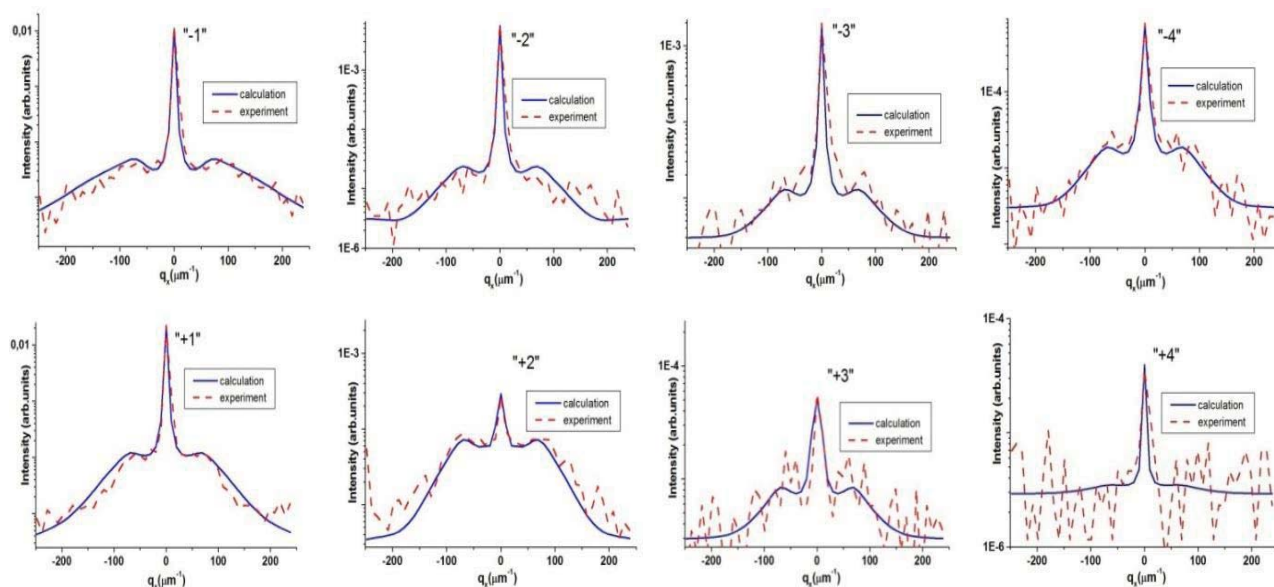 0,01
"-1"
calculation
experiment
Intensity (arb.units)
-200 -100 0 100 200
qx(μm-1)
1E-3
"-2"
calculation
experiment
Intensity (arb.units)
1E-6
-200 -100 0 100 200
qx(μm-1)
1E-3
"-3"
calculation
experiment
Intensity (arb.units)
-200 -100 0 100 200
qx(μm-1)
1E-4
"-4"
calculation
experiment
Intensity (arb.units)
-200 -100 0 100 200
qx(μm-1)
0,01
"+1"
calculation
experiment
Intensity (arb.units)
-200 -100 0 100 200
q (μm-1)
1E-3
"+2"
calculation
experiment
Intensity (arb.units)
-200 -100 0 100 200
qx(μm-1)
1E-4
"+3"
calculation
experiment
Intensity (arb.units)
-200 -100 0 100 200
qx(μm-1)
1E-4
"+4"
calculation
experiment
Intensity (arb.units)
1E-6
-200 -100 0 100 200
qx(μm-1)